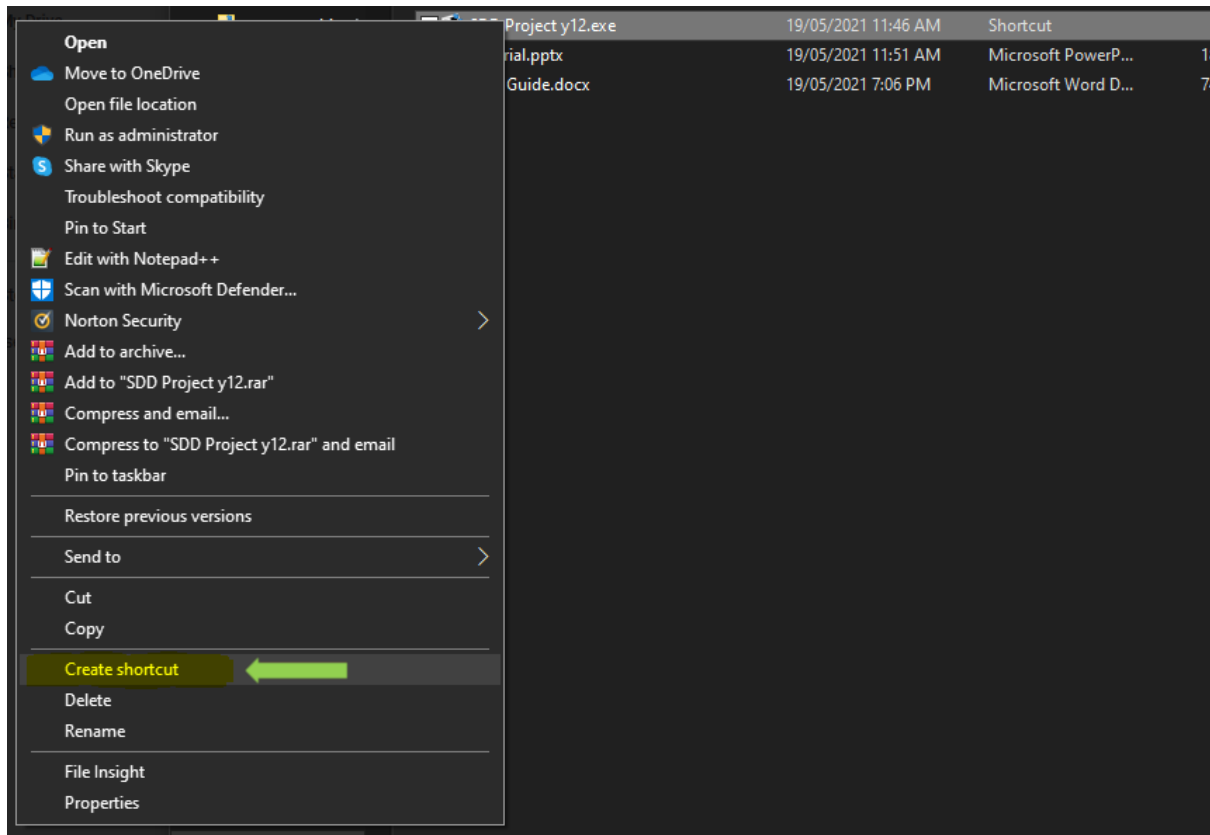 Project y12.exe 19/05/2021 11:46 AM Shortcut
rial.pptx 19/05/2021 11:51 AM Microsoft PowerP...
Guide.docx 19/05/2021 7:06 PM Microsoft Word D...
Open
Move to OneDrive
Open file location
Run as administrator
Share with Skype
Troubleshoot compatibility
Pin to Start
Edit with Notepad++
Scan with Microsoft Defender...
Norton Security
Add to archive...
Add to "SDD Project y12.rar"
Compress and email...
Compress to "SDD Project y12.rar" and email
Pin to taskbar
Restore previous versions
Send to
Cut
Copy
Create shortcut
Delete
Rename
File Insight
Properties